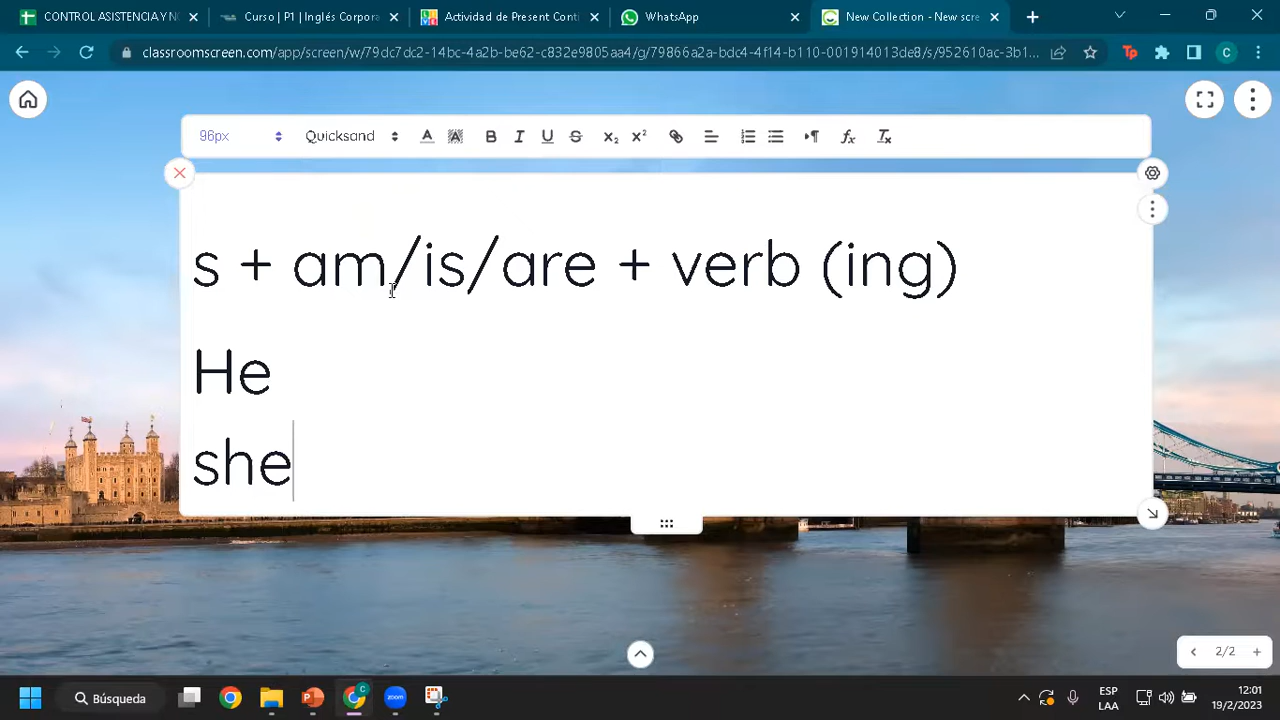 CONTROL ASISTENCIA Y N
Curso | P1 | Inglés Corpora
Actividad de Present Conti
WhatsApp
New Collection - New scre
classroomscreen.com/app/screen/w/79dc7dc2-14bc-4a2b-be62-c832e9805aa4/g/79866a2a-bdc4-4f14-b110-001914013de8/s/952610ac-3b1...
96px
Quicksand
s + am/is/are + verb (ing)
He
she
2/2
Búsqueda
ESP
LAA
12:01
19/2/2023